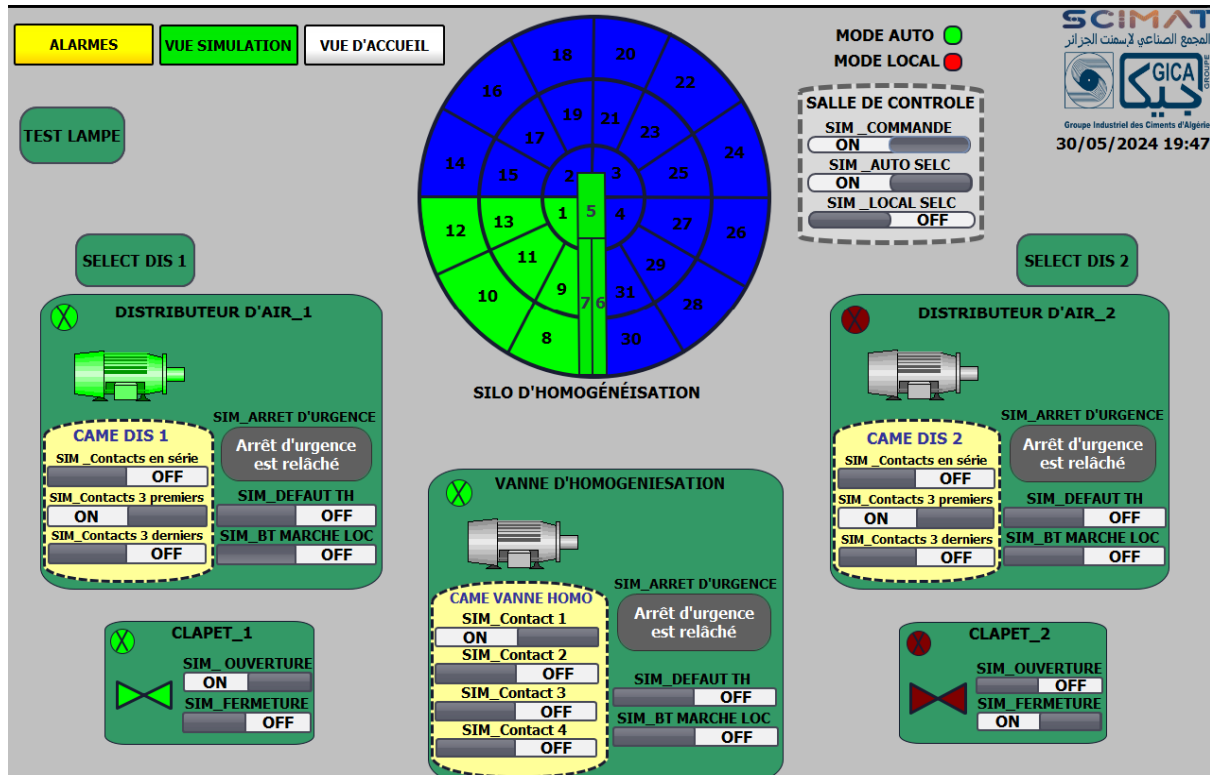 ALARMES
VUE SIMULATION
VUE D'ACCUEIL
MODE AUTO
MODE LOCAL
SCIMAT
المجمع الصناعي لإسمنت الجزائر
GICA
جيكا
GROUPE
Groupe Industriel des Ciments d'Algérie
30/05/2024 19:47
TEST LAMPE
SALLE DE CONTROLE
SIM _COMMANDE
ON
SIM _AUTO SELC
ON
SIM _LOCAL SELC
OFF
18
20
16
22
19
21
17
23
14
24
15
2
3
25
12
13
1
5
4
27
26
11
29
10
9
7
6
31
28
8
30
SILO D'HOMOGÉNÉISATION
SELECT DIS 1
SELECT DIS 2
DISTRIBUTEUR D'AIR_1
SIM_ARRET D'URGENCE
Arrêt d'urgence
est relâché
CAME DIS 1
SIM _Contacts en série
OFF
SIM_Contacts 3 premiers
ON
SIM_Contacts 3 derniers
OFF
SIM_DEFAUT TH
OFF
SIM_BT MARCHE LOC
OFF
DISTRIBUTEUR D'AIR_2
SIM_ARRET D'URGENCE
Arrêt d'urgence
est relâché
CAME DIS 2
SIM _Contacts en série
OFF
SIM_Contacts 3 premiers
ON
SIM_Contacts 3 derniers
OFF
SIM_DEFAUT TH
OFF
SIM_BT MARCHE LOC
OFF
VANNE D'HOMOGENIESATION
SIM_ARRET D'URGENCE
Arrêt d'urgence
est relâché
CAME VANNE HOMO
SIM_Contact 1
ON
SIM_Contact 2
OFF
SIM_Contact 3
OFF
SIM_Contact 4
OFF
SIM_DEFAUT TH
OFF
SIM_BT MARCHE LOC
OFF
CLAPET_1
SIM_ OUVERTURE
ON
SIM_FERMETURE
OFF
CLAPET_2
SIM_OUVERTURE
OFF
SIM_FERMETURE
ON